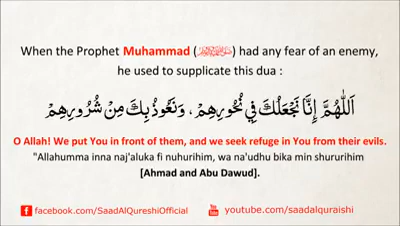 When the Prophet Muhammad (ﷺ) had any fear of an enemy,
he used to supplicate this dua :
اَللّٰهُمَّ إِنَّا نَجْعَلُكَ فِي نُحُورِهِمْ، وَنَعُوذُ بِكَ مِنْ شُرُورِهِمْ
O Allah! We put You in front of them, and we seek refuge in You from their evils.
"Allahumma inna naj'aluka fi nuhurihim, wa na'udhu bika min shururihim
[Ahmad and Abu Dawud].
facebook.com/SaadAlQureshiOfficial
You Tube youtube.com/saadalquraishi